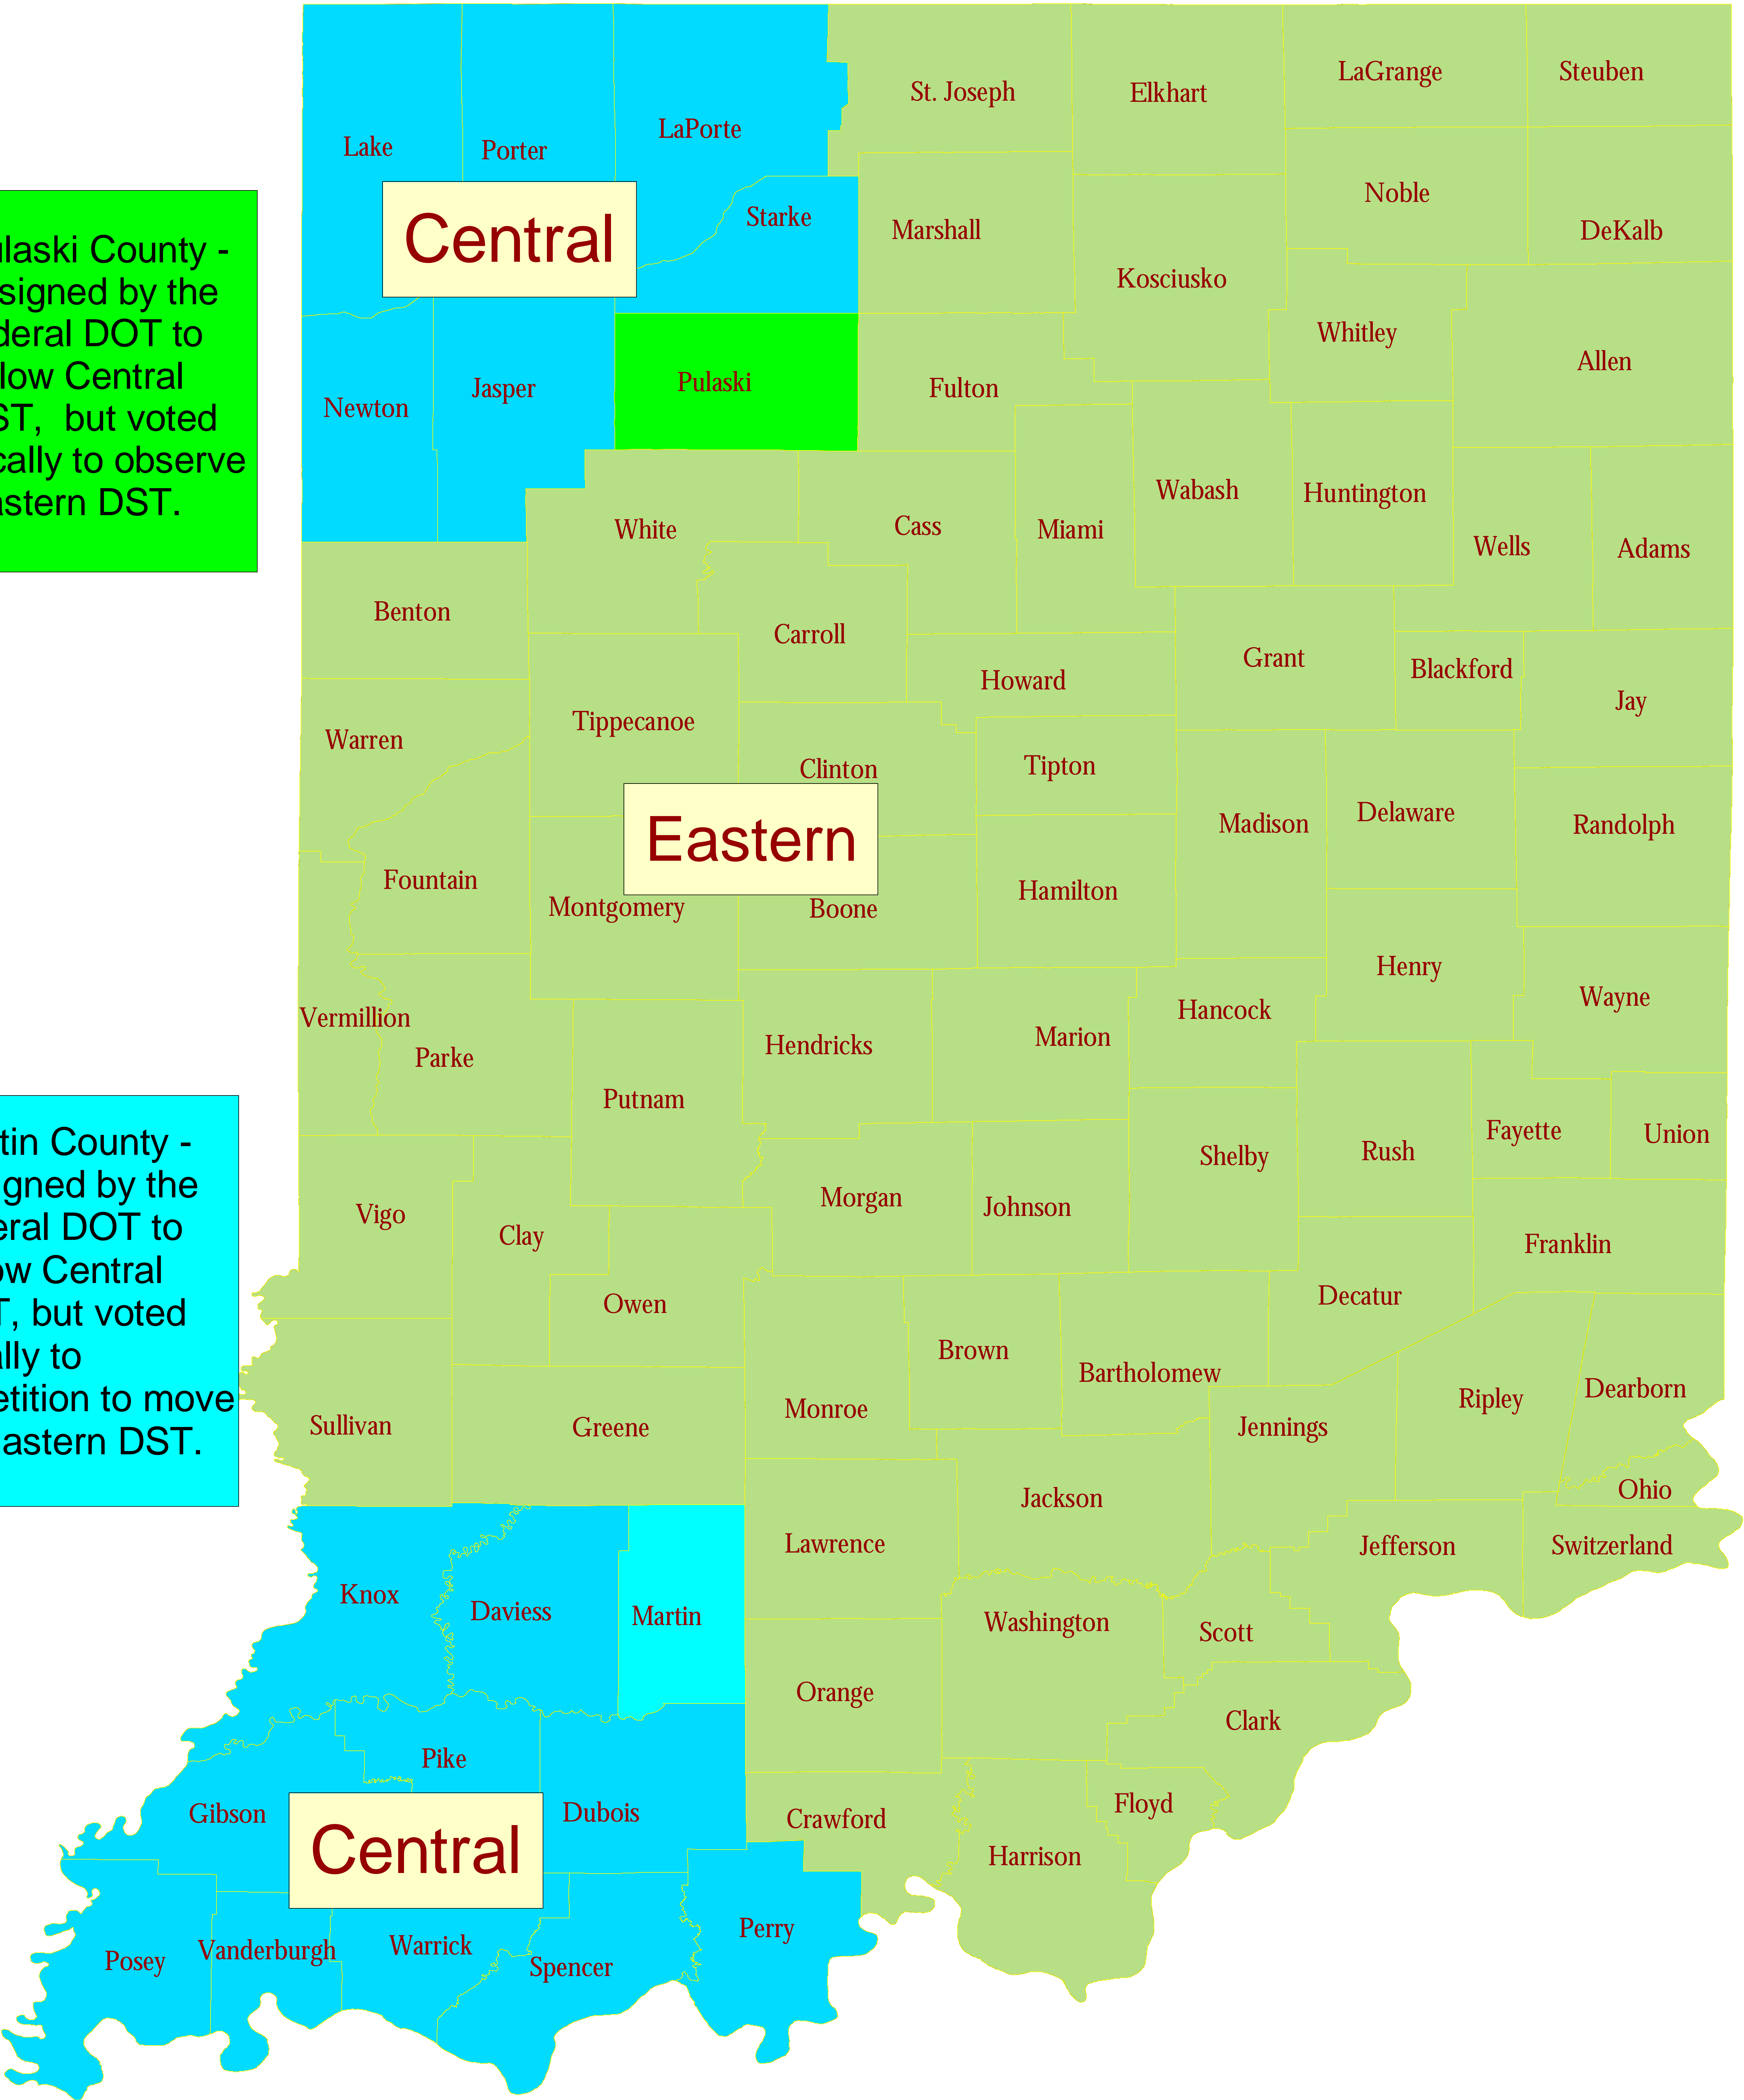 Lake
Porter
LaPorte
St. Joseph
Elkhart
LaGrange
Steuben
Central
Starke
Marshall
Noble
DeKalb
Kosciusko
ulaski County -
signed by the
deral DOT to
low Central
ST, but voted
cally to observe
astern DST.
Newton
Jasper
Pulaski
Fulton
Whitley
Allen
White
Cass
Miami
Wabash
Huntington
Wells
Adams
Benton
Carroll
Howard
Grant
Blackford
Jay
Warren
Tippecanoe
Clinton
Tipton
Eastern
Madison
Delaware
Randolph
Fountain
Montgomery
Boone
Hamilton
Henry
Wayne
Vermillion
Parke
Putnam
Hendricks
Marion
Hancock
Shelby
Rush
Fayette
Union
tin County -
gned by the
eral DOT to
ow Central
T, but voted
ally to
etition to move
astern DST.
Vigo
Clay
Owen
Morgan
Johnson
Decatur
Franklin
Sullivan
Greene
Monroe
Brown
Bartholomew
Jennings
Ripley
Dearborn
Ohio
Knox
Daviess
Martin
Lawrence
Jackson
Jefferson
Switzerland
Washington
Scott
Orange
Clark
Pike
Gibson
Central
Dubois
Crawford
Floyd
Harrison
Posey
Vanderburgh
Warrick
Spencer
Perry